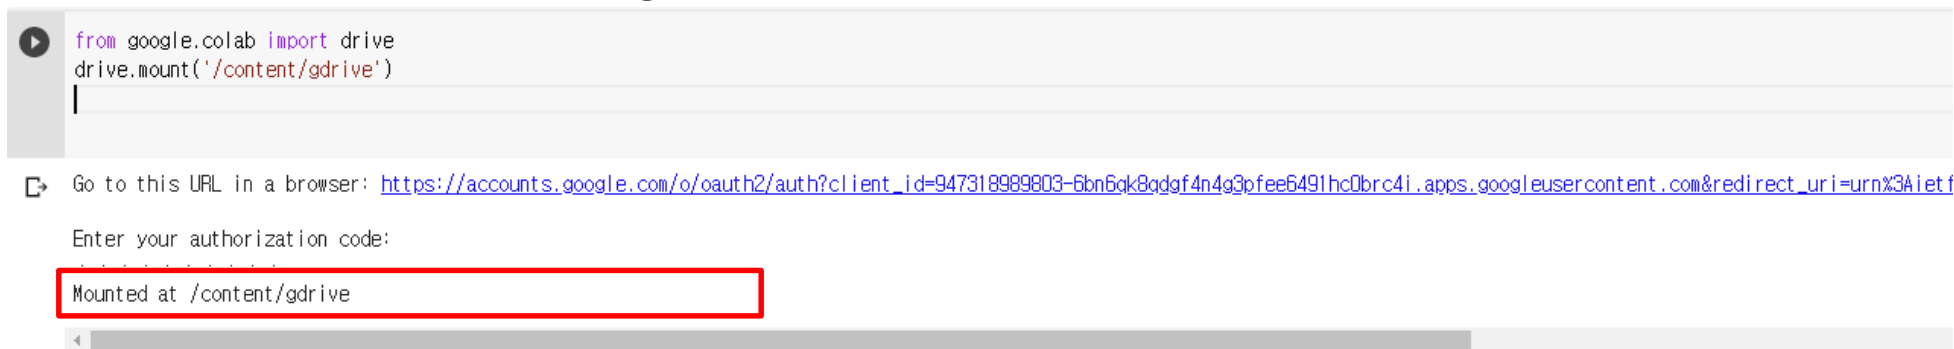 from google.colab import drive
drive.mount('/content/gdrive')
Go to this URL in a browser: https://accounts.google.com/o/oauth2/auth?client_id=947318989803-6bn6qk8qdgf4n4g3pfee6491hc0brc4i.apps.googleusercontent.com&redirect_uri=urn%3Aietf
Enter your authorization code:
··········
Mounted at /content/gdrive